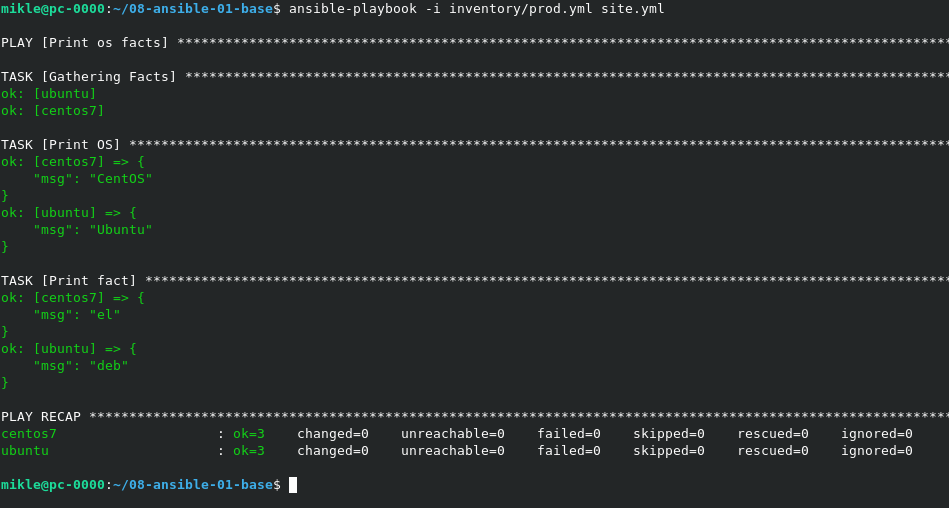 mikle@pc-0000:~/08-ansible-01-base$ ansible-playbook -i inventory/prod.yml site.yml
PLAY [Print os facts] *************************************************************************************************
TASK [Gathering Facts] ************************************************************************************************
ok: [ubuntu]
ok: [centos7]
TASK [Print OS] *******************************************************************************************************
ok: [centos7] => {
    "msg": "CentOS"
}
ok: [ubuntu] => {
    "msg": "Ubuntu"
}
TASK [Print fact] *****************************************************************************************************
ok: [centos7] => {
    "msg": "el"
}
ok: [ubuntu] => {
    "msg": "deb"
}
PLAY RECAP ************************************************************************************************************
centos7                    : ok=3    changed=0    unreachable=0    failed=0    skipped=0    rescued=0    ignored=0
ubuntu                     : ok=3    changed=0    unreachable=0    failed=0    skipped=0    rescued=0    ignored=0
mikle@pc-0000:~/08-ansible-01-base$